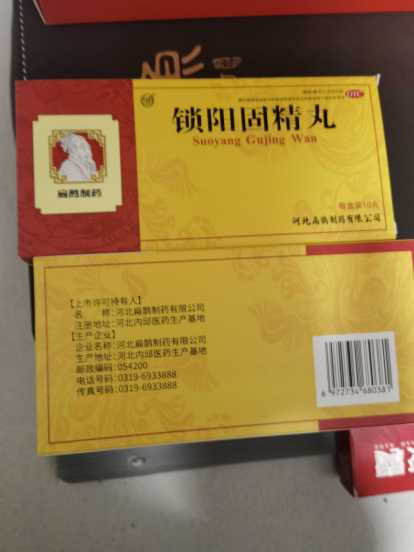 OTC
锁阳固精丸
Suoyang Gujing Wan
扁鹊制药
每盒装10丸
河北扁鹊制药有限公司
【上市许可持有人】
名　　称：河北扁鹊制药有限公司
注册地址：河北内邱医药生产基地
【生产企业】
企业名称：河北扁鹊制药有限公司
生产地址：河北内邱医药生产基地
邮政编码：054200
电话号码：0319-6933888
传真号码：0319-6933888
6 972734 680381